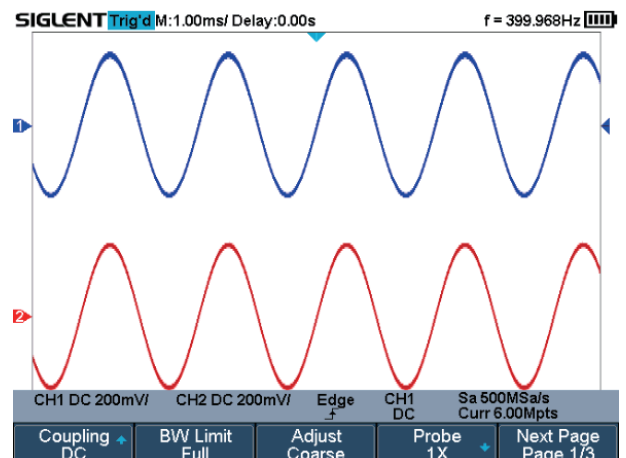 SIGLENT Trig'd M:1.00ms/ Delay:0.00s f = 399.968Hz
1
2
CH1 DC 200mV/ CH2 DC 200mV/ Edge CH1 Sa 500MSa/s
DC Curr 6.00Mpts
Coupling BW Limit Adjust Probe Next Page
DC Full Coarse 1X Page 1/3